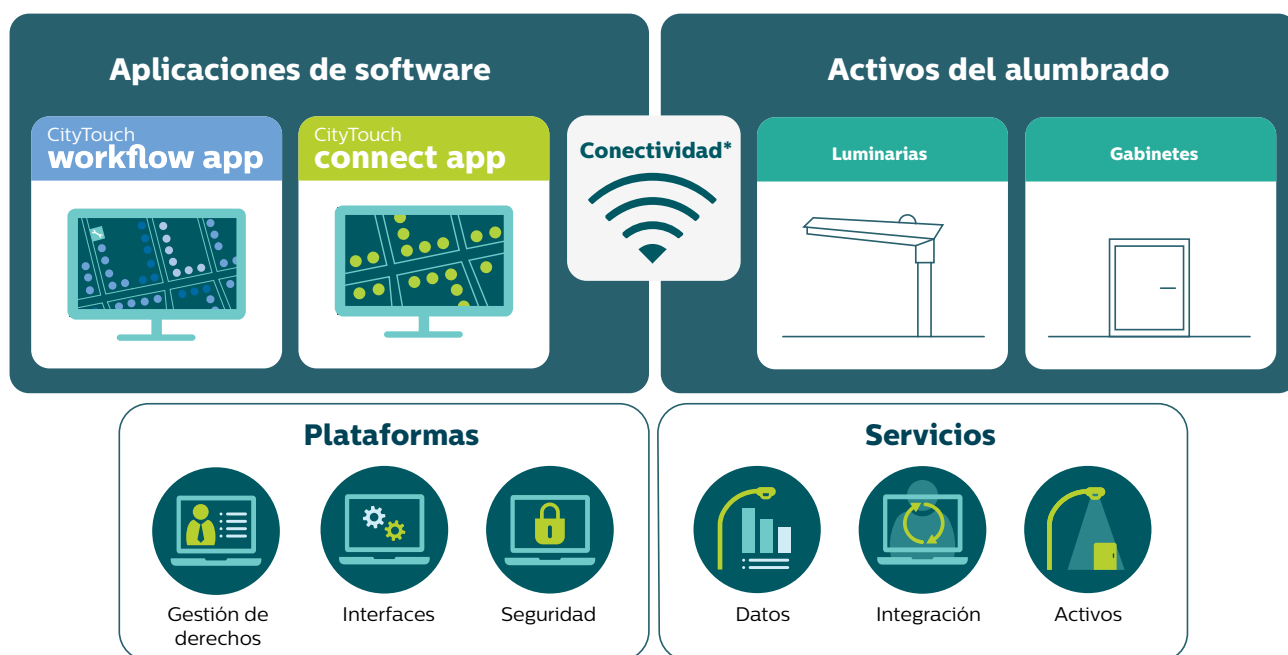 Aplicaciones de software
Activos del alumbrado
CityTouch
workflow app
CityTouch
connect app
Conectividad*
Luminarias
Gabinetes
Plataformas
Servicios
Gestión de
derechos
Interfaces
Seguridad
Datos
Integración
Activos